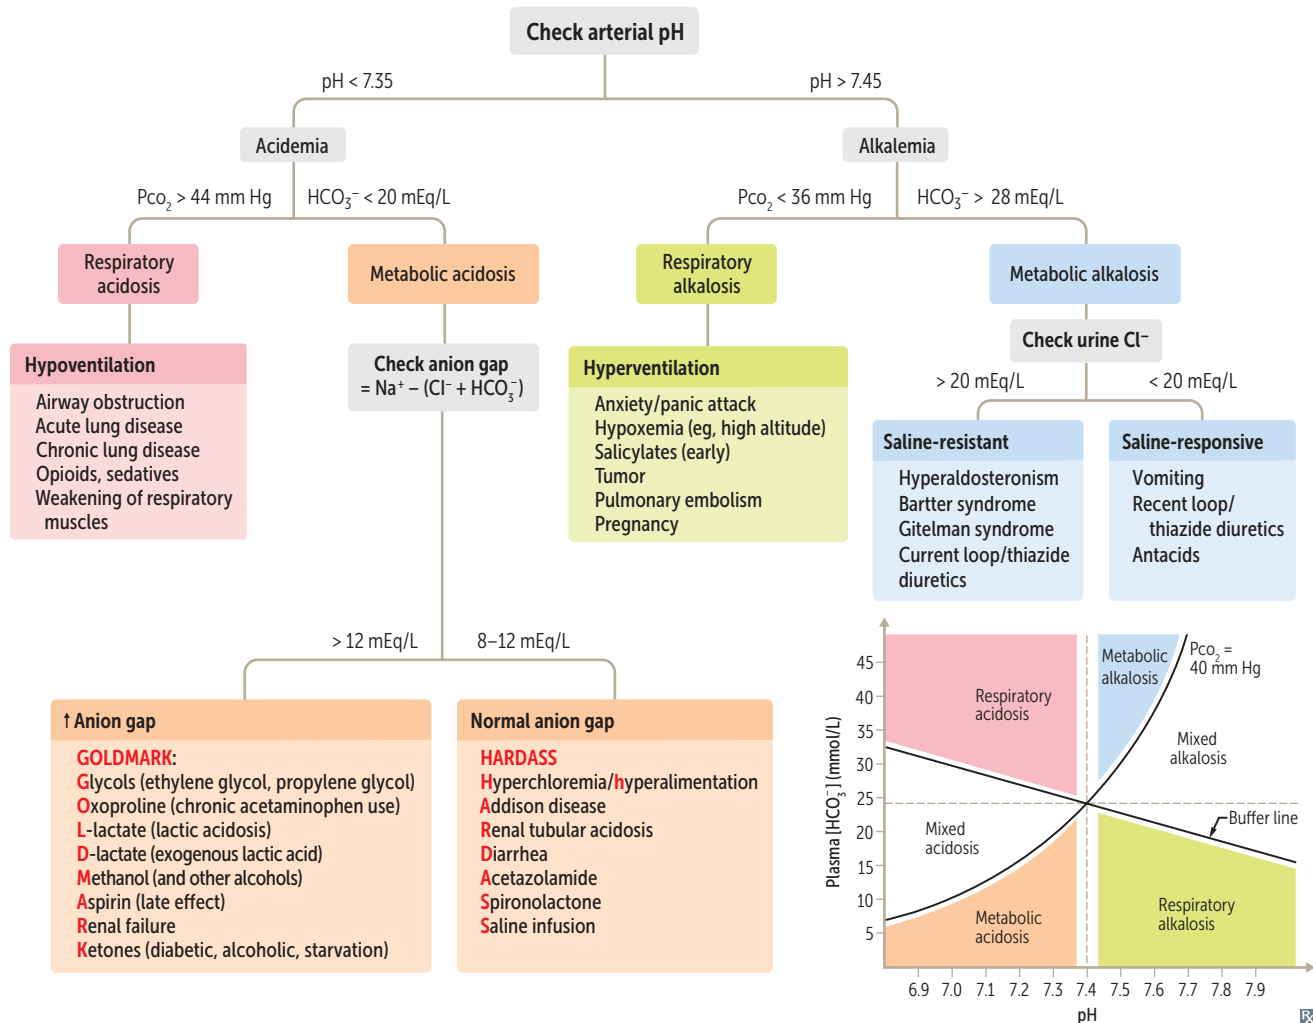 Check arterial pH
pH < 7.35
pH > 7.45
Acidemia
Alkalemia
Pco₂ > 44 mm Hg
HCO₃⁻ < 20 mEq/L
Pco₂ < 36 mm Hg
HCO₃⁻ > 28 mEq/L
Respiratory
acidosis
Metabolic acidosis
Respiratory
alkalosis
Metabolic alkalosis
Hypoventilation
Airway obstruction
Acute lung disease
Chronic lung disease
Opioids, sedatives
Weakening of respiratory
muscles
Check anion gap
= Na⁺ – (Cl⁻ + HCO₃⁻)
Hyperventilation
Anxiety/panic attack
Hypoxemia (eg, high altitude)
Salicylates (early)
Tumor
Pulmonary embolism
Pregnancy
Check urine Cl⁻
> 20 mEq/L
< 20 mEq/L
Saline-resistant
Hyperaldosteronism
Bartter syndrome
Gitelman syndrome
Current loop/thiazide
diuretics
Saline-responsive
Vomiting
Recent loop/
thiazide diuretics
Antacids
> 12 mEq/L
8–12 mEq/L
↑ Anion gap
GOLDMARK:
Glycols (ethylene glycol, propylene glycol)
Oxoproline (chronic acetaminophen use)
L-lactate (lactic acidosis)
D-lactate (exogenous lactic acid)
Methanol (and other alcohols)
Aspirin (late effect)
Renal failure
Ketones (diabetic, alcoholic, starvation)
Normal anion gap
HARDASS
Hyperchloremia/hyperalimentation
Addison disease
Renal tubular acidosis
Diarrhea
Acetazolamide
Spironolactone
Saline infusion
Plasma [HCO₃⁻] (mmol/L)
45
40
35
30
25
20
15
10
5
Respiratory
acidosis
Metabolic
alkalosis
Pco₂ =
40 mm Hg
Mixed
alkalosis
Buffer line
Mixed
acidosis
Metabolic
acidosis
Respiratory
alkalosis
6.9 7.0 7.1 7.2 7.3 7.4 7.5 7.6 7.7 7.8 7.9
pH